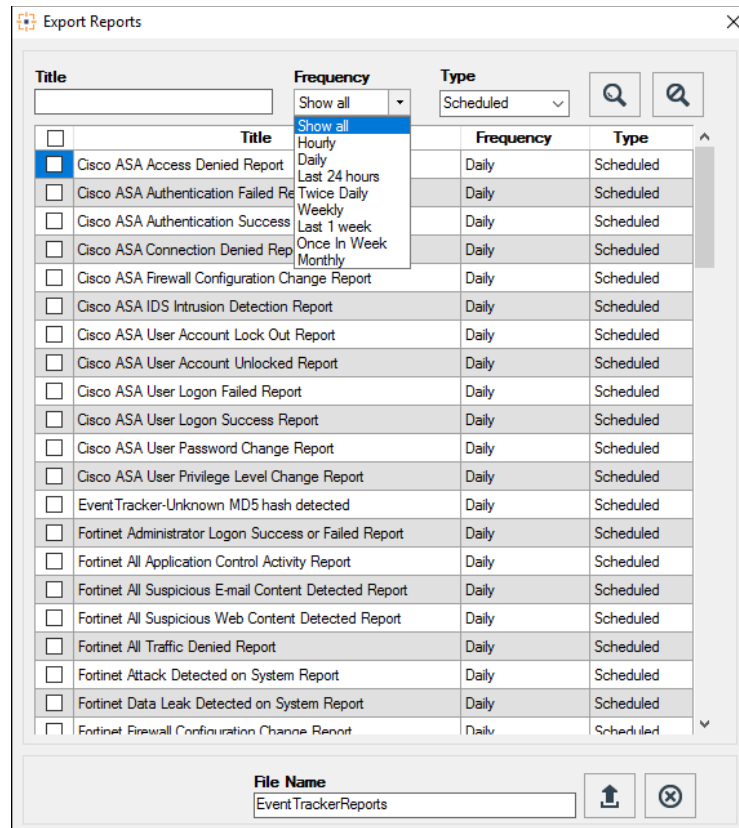 Export Reports
Title Frequency Type
Show all Scheduled
Show all
Hourly
Daily
Last 24 hours
Twice Daily
Weekly
Last 1 week
Once In Week
Monthly
Title Frequency Type
Cisco ASA Access Denied Report Daily Scheduled
Cisco ASA Authentication Failed Re Daily Scheduled
Cisco ASA Authentication Success Daily Scheduled
Cisco ASA Connection Denied Rep Daily Scheduled
Cisco ASA Firewall Configuration Change Report Daily Scheduled
Cisco ASA IDS Intrusion Detection Report Daily Scheduled
Cisco ASA User Account Lock Out Report Daily Scheduled
Cisco ASA User Account Unlocked Report Daily Scheduled
Cisco ASA User Logon Failed Report Daily Scheduled
Cisco ASA User Logon Success Report Daily Scheduled
Cisco ASA User Password Change Report Daily Scheduled
Cisco ASA User Privilege Level Change Report Daily Scheduled
EventTracker-Unknown MD5 hash detected Daily Scheduled
Fortinet Administrator Logon Success or Failed Report Daily Scheduled
Fortinet All Application Control Activity Report Daily Scheduled
Fortinet All Suspicious E-mail Content Detected Report Daily Scheduled
Fortinet All Suspicious Web Content Detected Report Daily Scheduled
Fortinet All Traffic Denied Report Daily Scheduled
Fortinet Attack Detected on System Report Daily Scheduled
Fortinet Data Leak Detected on System Report Daily Scheduled
Fortinet Firewall Configuration Change Report Daily Scheduled
File Name
EventTrackerReports